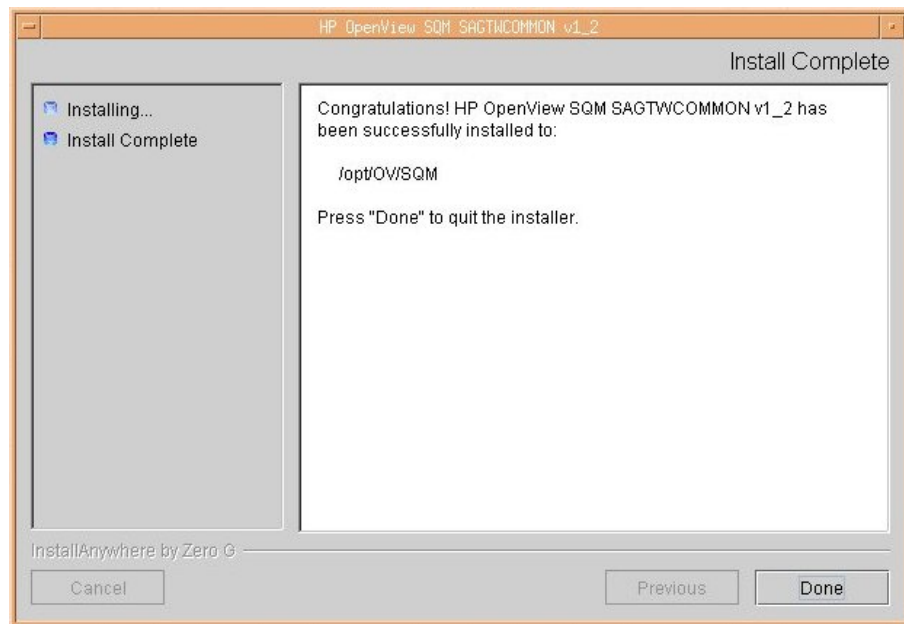 HP OpenView SQM SAGTWCOMMON v1_2
Install Complete
Installing...
Install Complete
Congratulations! HP OpenView SQM SAGTWCOMMON v1_2 has
been successfully installed to:
/opt/OV/SQM
Press "Done" to quit the installer.
InstallAnywhere by Zero G
Cancel
Previous
Done